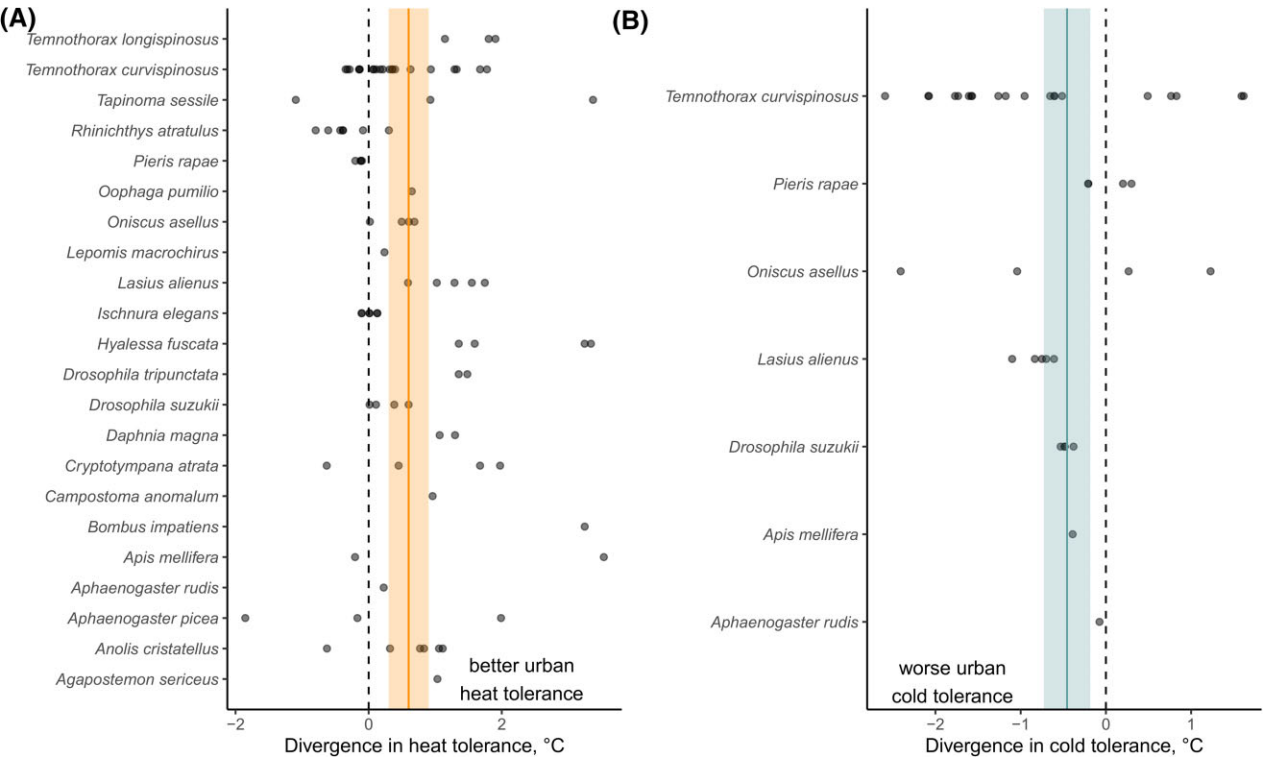 (A)
Temnothorax longispinosus
Temnothorax curvispinosus
Tapinoma sessile
Rhinichthys atratulus
Pieris rapae
Oophaga pumilio
Oniscus asellus
Lepomis macrochirus
Lasius alienus
Ischnura elegans
Hyalessa fuscata
Drosophila tripunctata
Drosophila suzukii
Daphnia magna
Cryptotympana atrata
Campostoma anomalum
Bombus impatiens
Apis mellifera
Aphaenogaster rudis
Aphaenogaster picea
Anolis cristatellus
Agapostemon sericeus
better urban
heat tolerance
−2 0 2
Divergence in heat tolerance, °C
(B)
Temnothorax curvispinosus
Pieris rapae
Oniscus asellus
Lasius alienus
Drosophila suzukii
Apis mellifera
Aphaenogaster rudis
worse urban
cold tolerance
−2 −1 0 1
Divergence in cold tolerance, °C